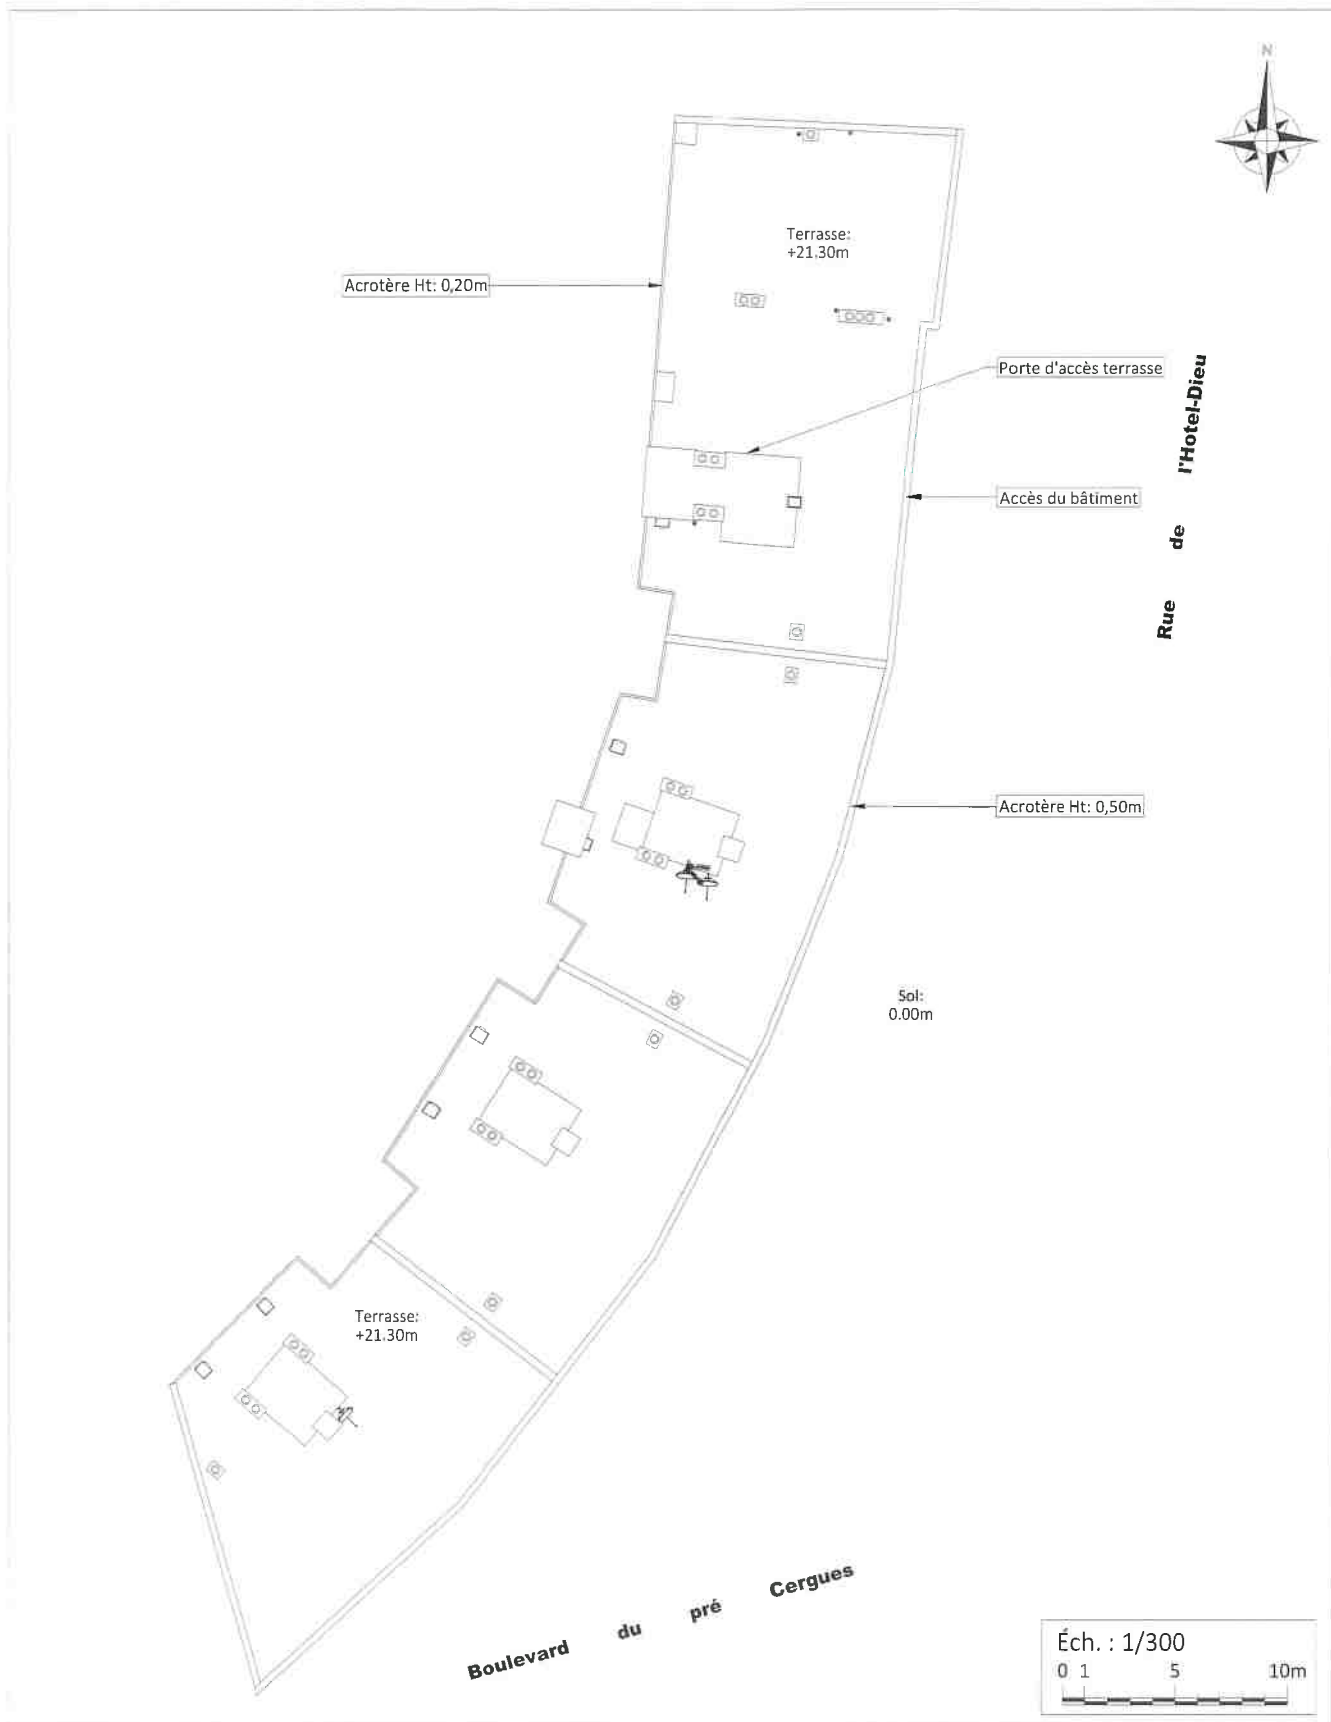 N
Terrasse:
+21.30m
Acrotère Ht: 0,20m
Porte d'accès terrasse
Rue de l'Hotel-Dieu
Accès du bâtiment
Acrotère Ht: 0,50m
Sol:
0.00m
Terrasse:
+21.30m
Boulevard du pré Cergues
Éch. : 1/300
0 1 5 10m